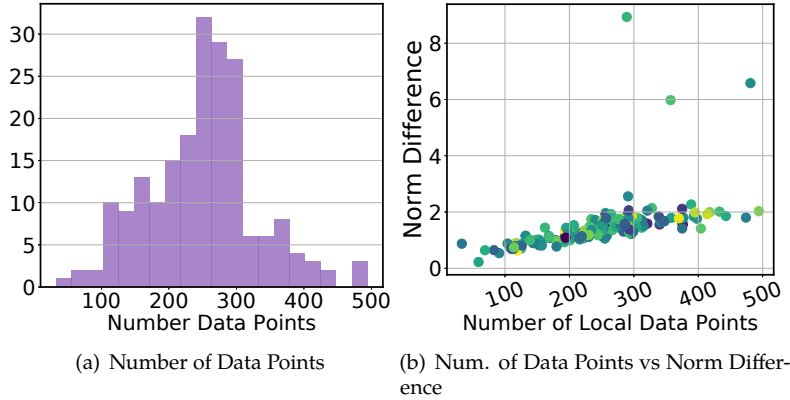 30
25
20
15
10
5
0
100 200 300 400 500
Number Data Points
(a) Number of Data Points
Norm Difference
8
6
4
2
0
100 200 300 400 500
Number of Local Data Points
(b) Num. of Data Points vs Norm Differ-
ence